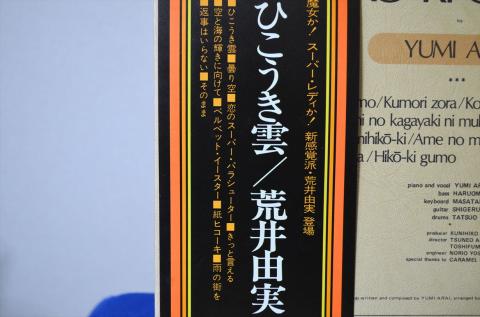 魔女か! スーパー・レディか! 新感覚派・荒井由実 登場
ひこうき雲/荒井由実
■ひこうき雲■曇り空■恋のスーパー・パラシューター■きっと言える
■空と海の輝きに向けて■ベルベット・イースター■紙ヒコーキ■雨の街を
■返事はいらない■そのまま
by
YUMI A
***
mo/Kumori zora/Ko
i no kagayaki ni mu
mihikō-ki/Ame no m
a/Hikō-ki gumo
piano and vocal YUMI AR
bass HARUOM
keyboard MASATA
guitar SHIGERU
drums TATSUO
*
producer KUNIHIKO
director TSUNEO A
TOSHIFUM
engineer NORIO YOS
special thanks to CARAMEL
written and composed by YUMI ARAI, arranged by